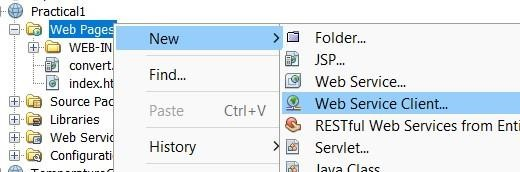 Practical1
Web Pages
WEB-IN
convert.
index.ht
Source Pac
Libraries
Web Servic
Configurati
New
Find...
Paste Ctrl+V
History
Folder...
JSP...
Web Service...
Web Service Client...
RESTful Web Services from Enti
Servlet...
Java Class